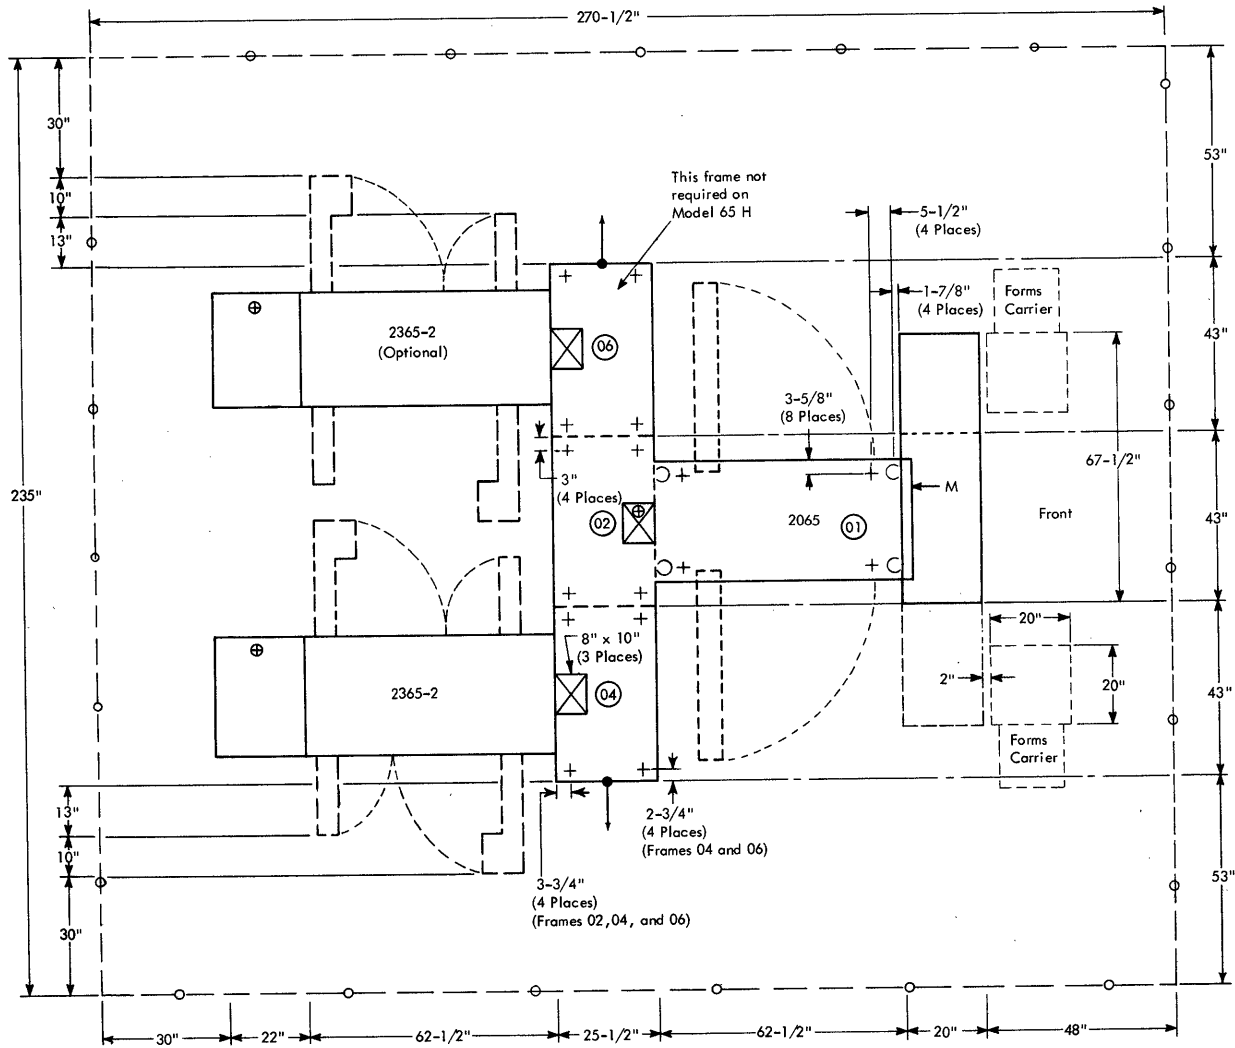 270-1/2"
30"
53"
This frame not
required on
Model 65 H
10"
5-1/2"
(4 Places)
13"
1-7/8"
(4 Places)
Forms
Carrier
2365-2
(Optional)
06
43"
3-5/8"
(8 Places)
67-1/2"
3"
(4 Places)
M
235"
02
2065
01
Front
43"
8" x 10"
(3 Places)
20"
2365-2
04
2"
20"
43"
Forms
Carrier
13"
2-3/4"
(4 Places)
(Frames 04 and 06)
10"
3-3/4"
(4 Places)
(Frames 02,04, and 06)
53"
30"
30"
22"
62-1/2"
25-1/2"
62-1/2"
20"
48"